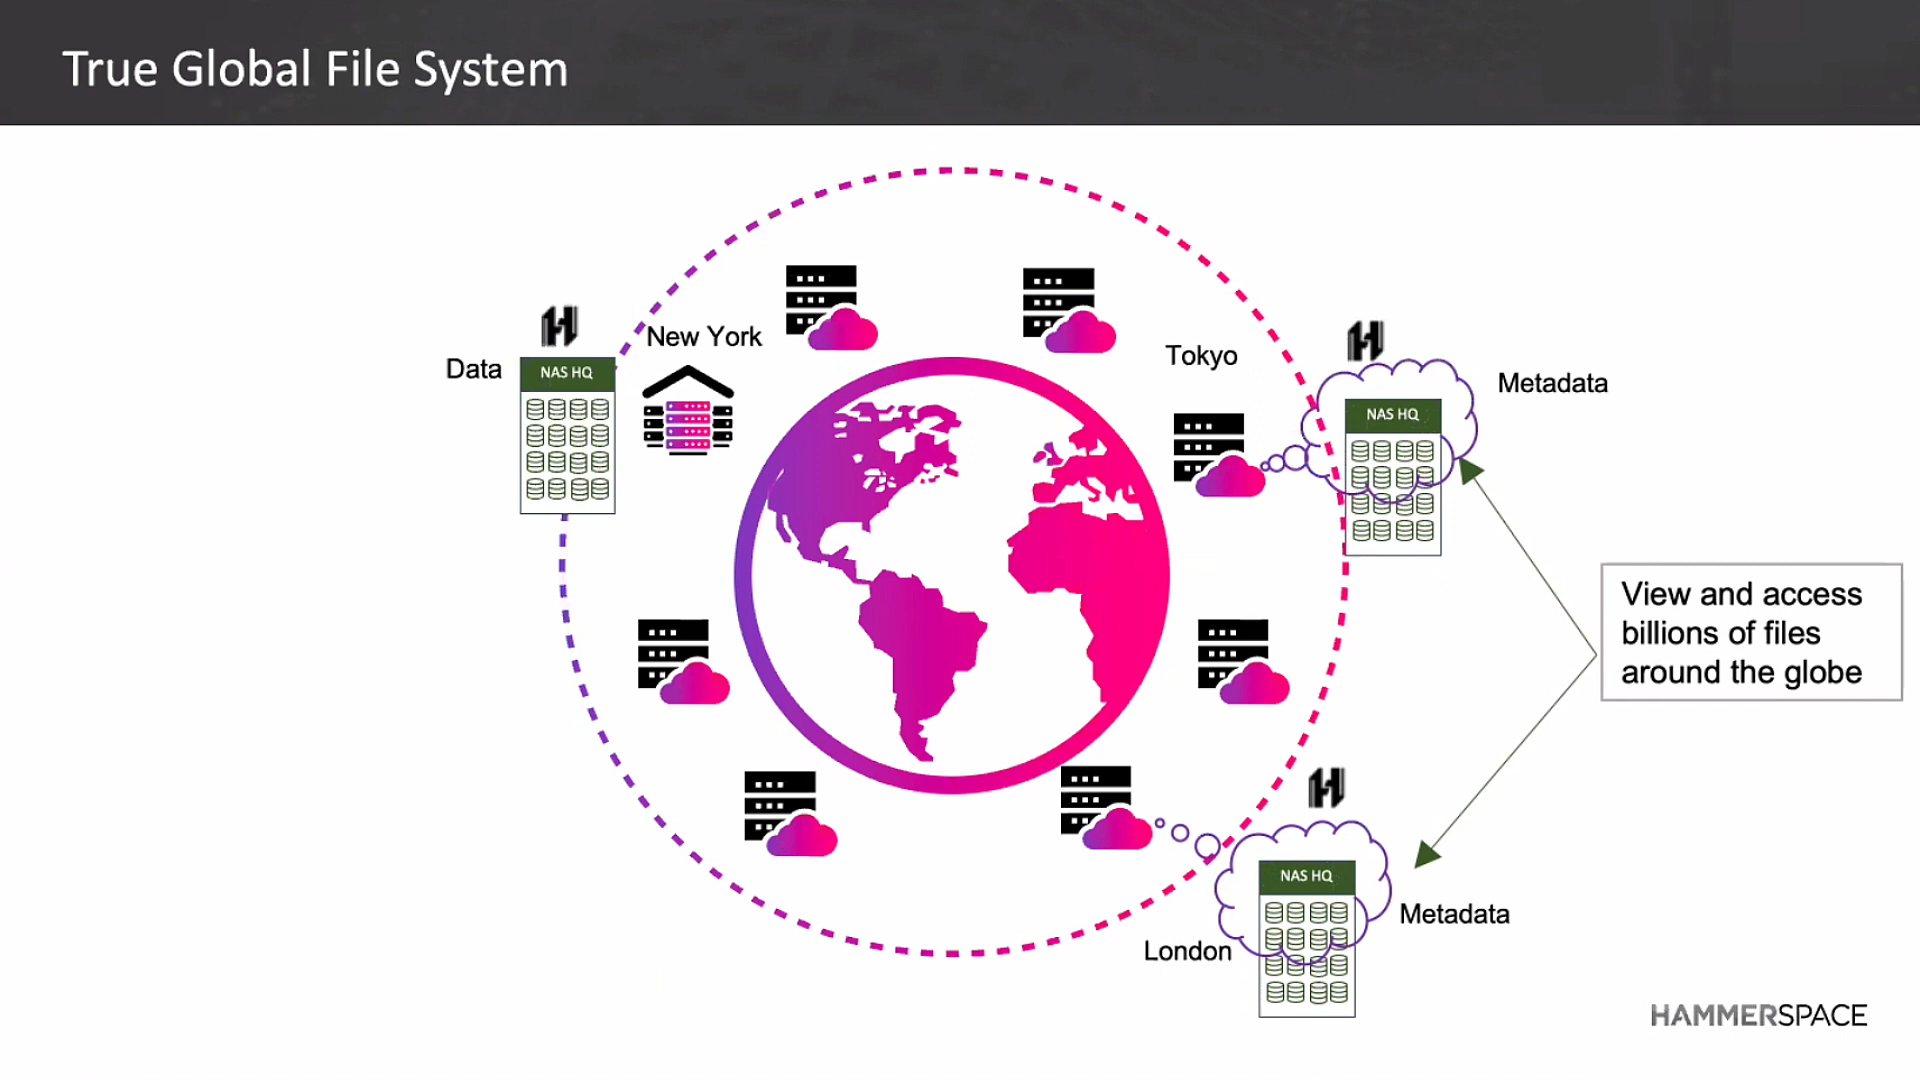 True Global File System
New York
Data
NAS HQ
Tokyo
Metadata
NAS HQ
View and access
billions of files
around the globe
NAS HQ
Metadata
London
HAMMERSPACE